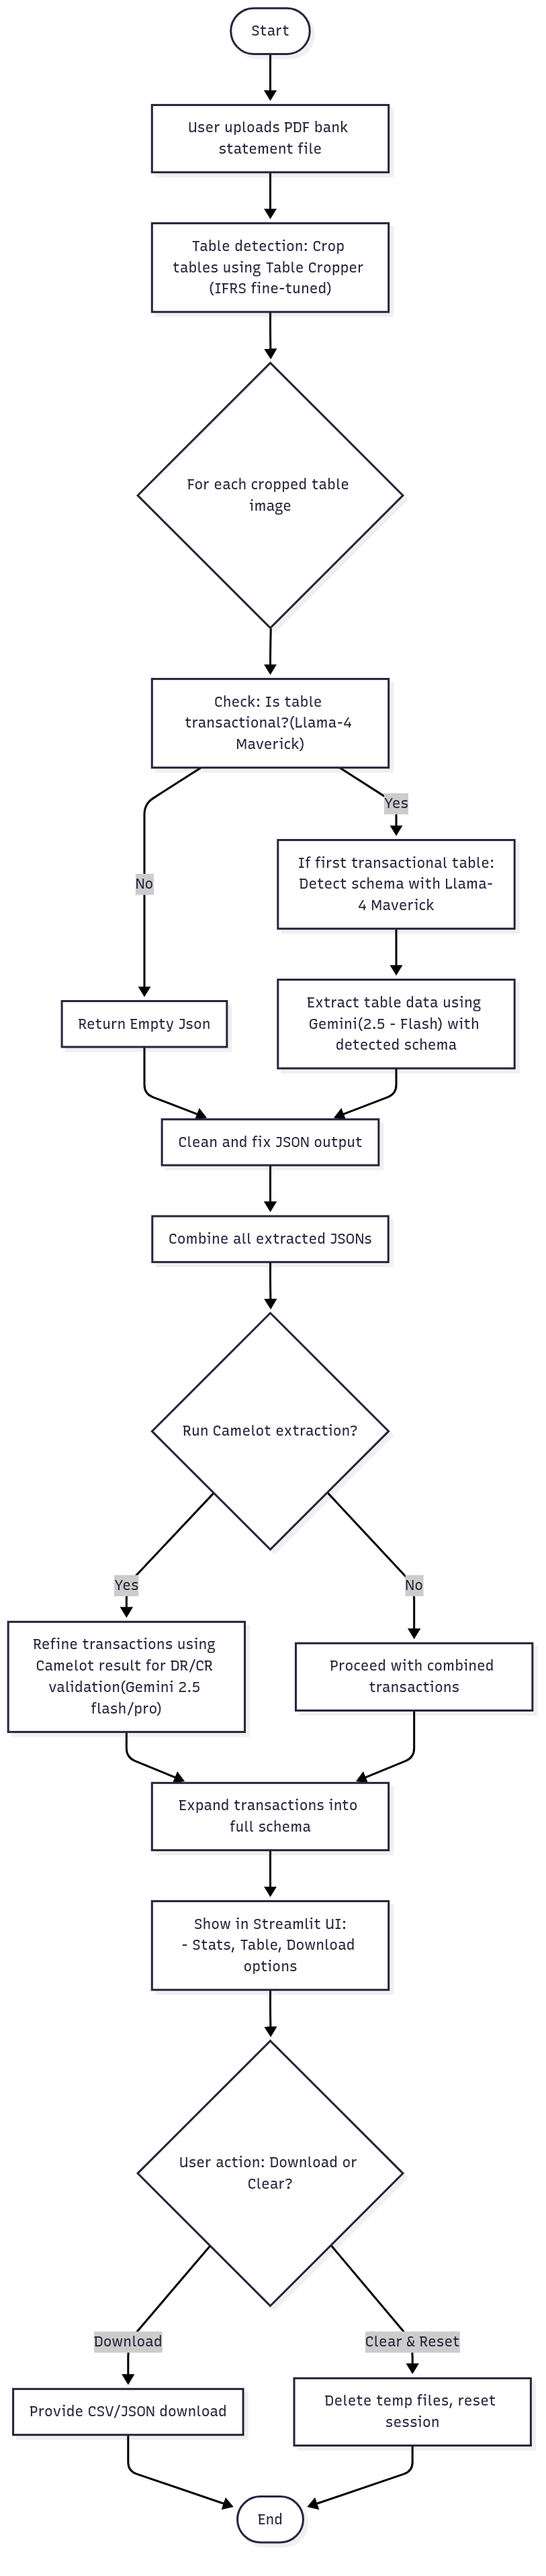 Start
User uploads PDF bank
statement file
Table detection: Crop
tables using Table Cropper
(IFRS fine-tuned)
For each cropped table
image
Check: Is table
transactional?(Llama-4
Maverick)
Yes
If first transactional table:
Detect schema with Llama-
4 Maverick
No
Extract table data using
Gemini(2.5 - Flash) with
detected schema
Return Empty Json
Clean and fix JSON output
Combine all extracted JSONs
Run Camelot extraction?
Yes
No
Refine transactions using
Camelot result for DR/CR
validation(Gemini 2.5
flash/pro)
Proceed with combined
transactions
Expand transactions into
full schema
Show in Streamlit UI:
- Stats, Table, Download
options
User action: Download or
Clear?
Download
Clear & Reset
Provide CSV/JSON download
Delete temp files, reset
session
End